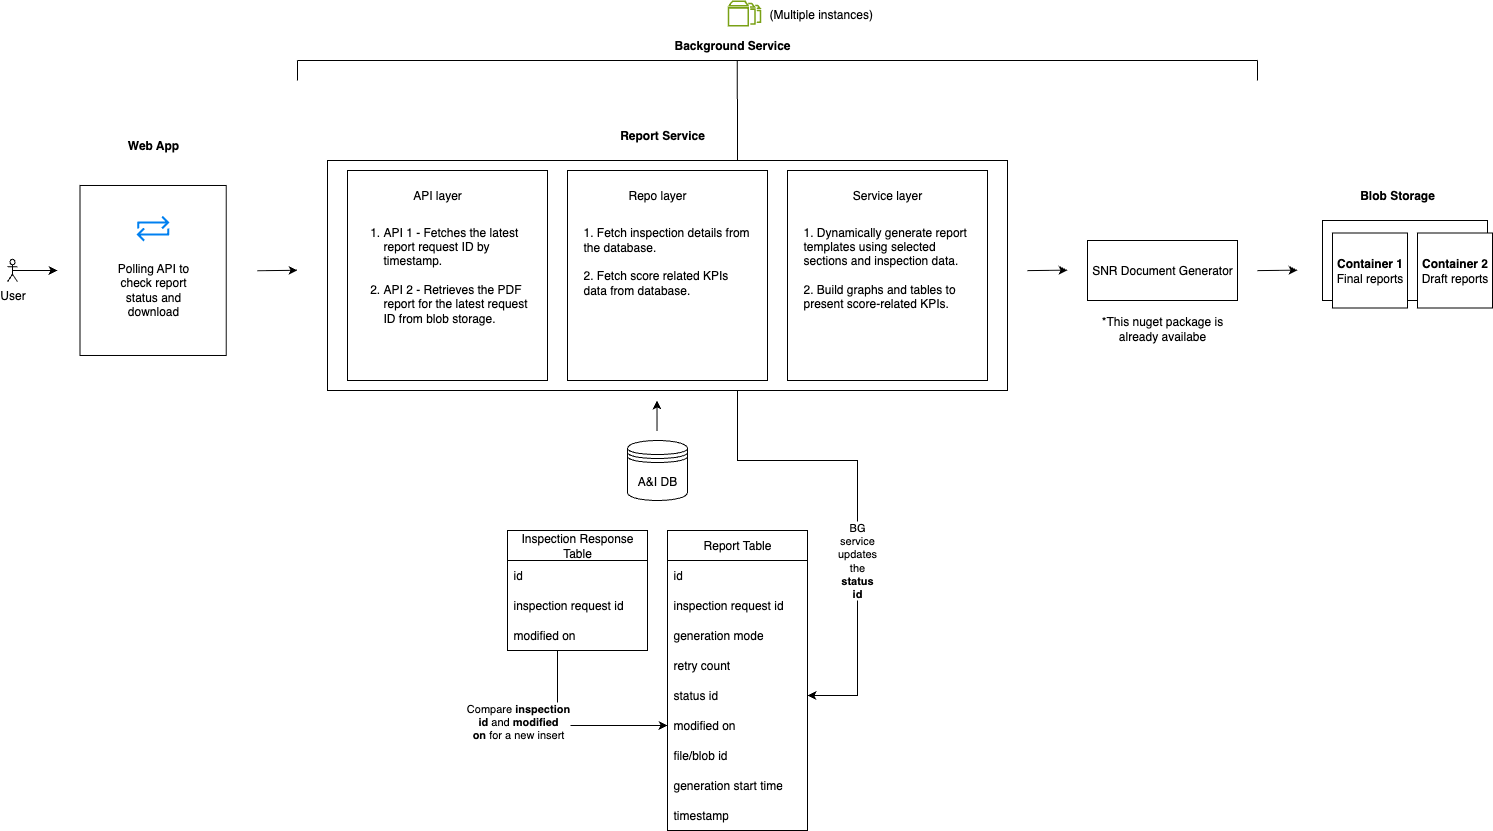 (Multiple instances)
Background Service
Report Service
Web App
Polling API to
check report
status and
download
User
API layer
1. API 1 - Fetches the latest
report request ID by
timestamp.
2. API 2 - Retrieves the PDF
report for the latest request
ID from blob storage.
Repo layer
1. Fetch inspection details from
the database.
2. Fetch score related KPIs
data from database.
Service layer
1. Dynamically generate report
templates using selected
sections and inspection data.
2. Build graphs and tables to
present score-related KPIs.
SNR Document Generator
*This nuget package is
already availabe
Blob Storage
Container 1
Final reports
Container 2
Draft reports
A&I DB
Inspection Response
Table
id
inspection request id
modified on
Compare inspection
id and modified
on for a new insert
Report Table
id
inspection request id
generation mode
retry count
status id
modified on
file/blob id
generation start time
timestamp
BG
service
updates
the
status
id